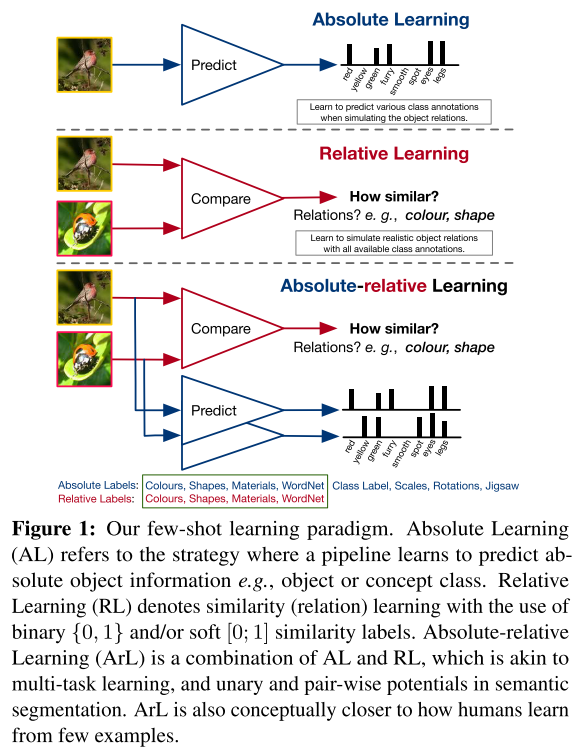 Absolute Learning
Predict
red
yellow
green
furry
smooth
spot
eyes
legs
Learn to predict various class annotations
when simulating the object relations.
Relative Learning
Compare
How similar?
Relations? e. g., colour, shape
Learn to simulate realistic object relations
with all available class annotations.
Absolute-relative Learning
Compare
How similar?
Relations? e. g., colour, shape
Predict
red
yellow
green
furry
smooth
spot
eyes
legs
Absolute Labels: Colours, Shapes, Materials, WordNet Class Label, Scales, Rotations, Jigsaw
Relative Labels: Colours, Shapes, Materials, WordNet
Figure 1: Our few-shot learning paradigm. Absolute Learning
(AL) refers to the strategy where a pipeline learns to predict ab-
solute object information e.g., object or concept class. Relative
Learning (RL) denotes similarity (relation) learning with the use of
binary {0, 1} and/or soft [0; 1] similarity labels. Absolute-relative
Learning (ArL) is a combination of AL and RL, which is akin to
multi-task learning, and unary and pair-wise potentials in semantic
segmentation. ArL is also conceptually closer to how humans learn
from few examples.